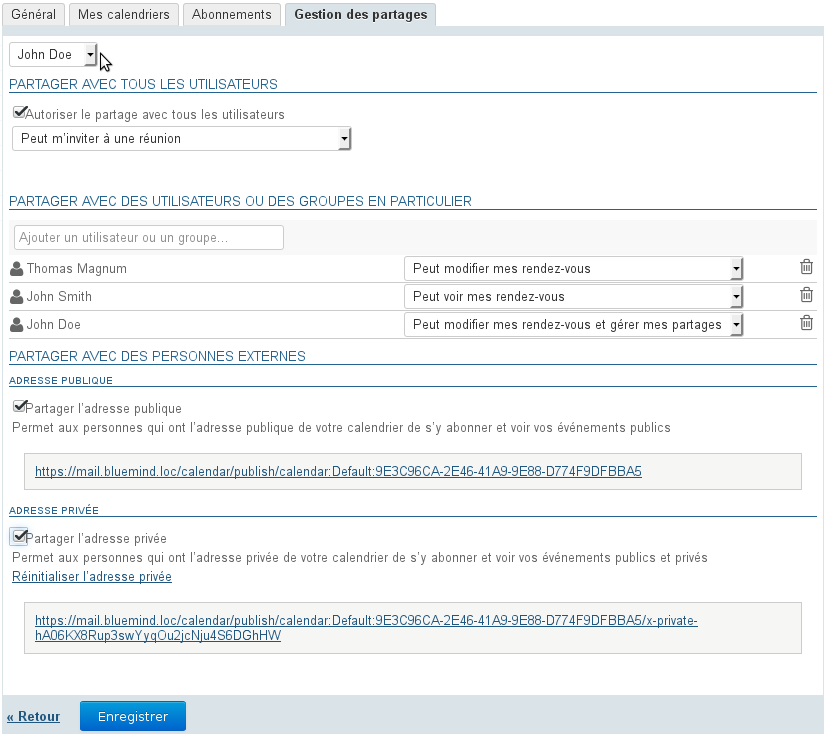 Général Mes calendriers Abonnements Gestion des partages
John Doe
PARTAGER AVEC TOUS LES UTILISATEURS
Autoriser le partage avec tous les utilisateurs
Peut m'inviter à une réunion
PARTAGER AVEC DES UTILISATEURS OU DES GROUPES EN PARTICULIER
Ajouter un utilisateur ou un groupe...
Thomas Magnum Peut modifier mes rendez-vous
John Smith Peut voir mes rendez-vous
John Doe Peut modifier mes rendez-vous et gérer mes partages
PARTAGER AVEC DES PERSONNES EXTERNES
ADRESSE PUBLIQUE
Partager l'adresse publique
Permet aux personnes qui ont l'adresse publique de votre calendrier de s'y abonner et voir vos événements publics
https://mail.bluemind.loc/calendar/publish/calendar:Default:9E3C96CA-2E46-41A9-9E88-D774F9DFBBA5
ADRESSE PRIVÉE
Partager l'adresse privée
Permet aux personnes qui ont l'adresse privée de votre calendrier de s'y abonner et voir vos événements publics et privés
Réinitialiser l'adresse privée
https://mail.bluemind.loc/calendar/publish/calendar:Default:9E3C96CA-2E46-41A9-9E88-D774F9DFBBA5/x-private-
hA06KX8Rup3swYyqOu2jcNju4S6DGhHW
« Retour Enregistrer